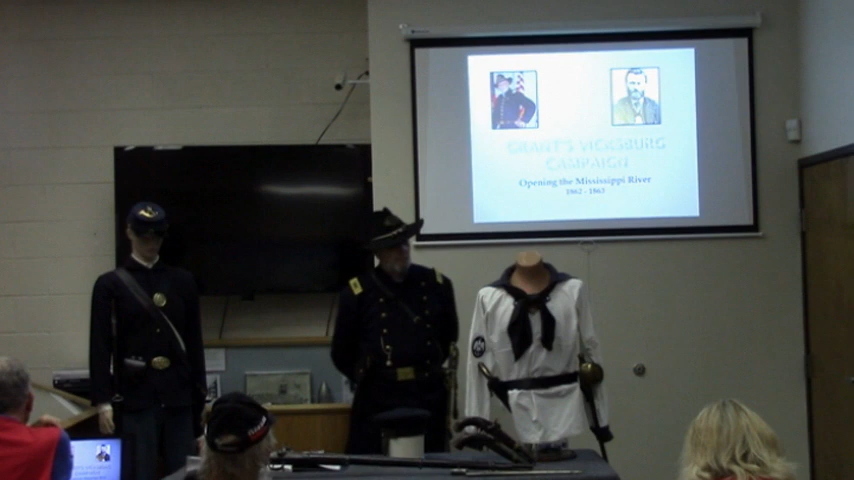 GRANT'S VICKSBURG
CAMPAIGN
Opening the Mississippi River
1862 - 1863